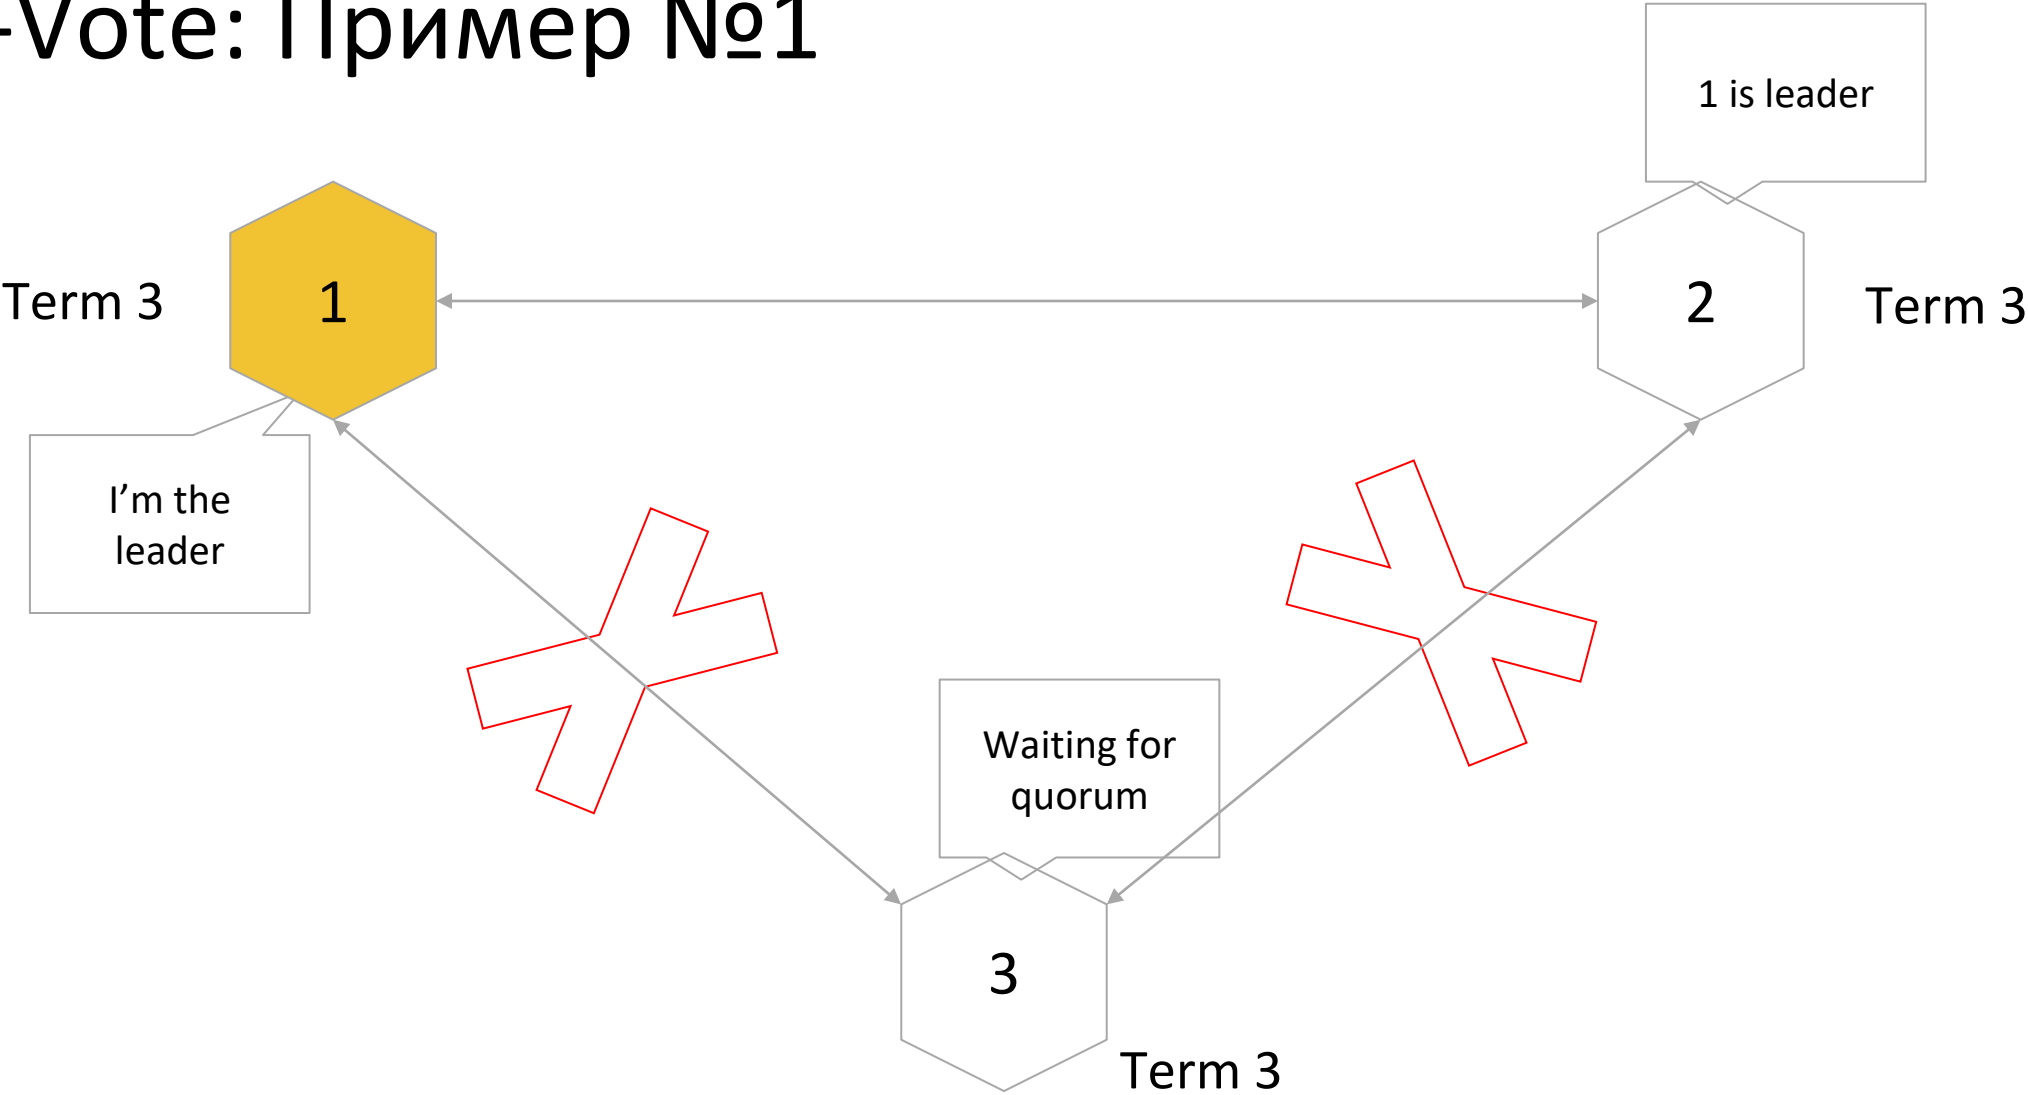 -Vote: Пример №1
1 is leader
Term 3
1
2
Term 3
I’m the
leader
Waiting for
quorum
3
Term 3